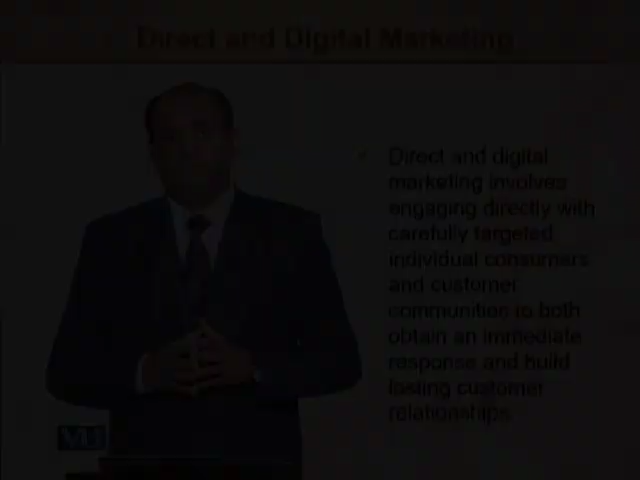 Direct and Digital Marketing
• Direct and digital
marketing involves
engaging directly with
carefully targeted
individual consumers
and customer
communities to both
obtain an immediate
response and build
lasting customer
relationships.
VU